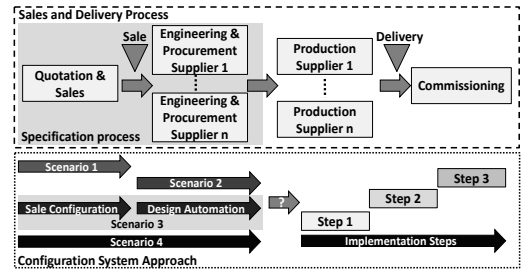 Sales and Delivery Process
Sale
Delivery
Quotation &
Sales
Engineering &
Procurement
Supplier 1
Engineering &
Procurement
Supplier n
Production
Supplier 1
Production
Supplier n
Commissioning
Specification process
Scenario 1
Scenario 2
Sale Configuration
Design Automation
Scenario 3
Scenario 4
?
Step 1
Step 2
Step 3
Implementation Steps
Configuration System Approach